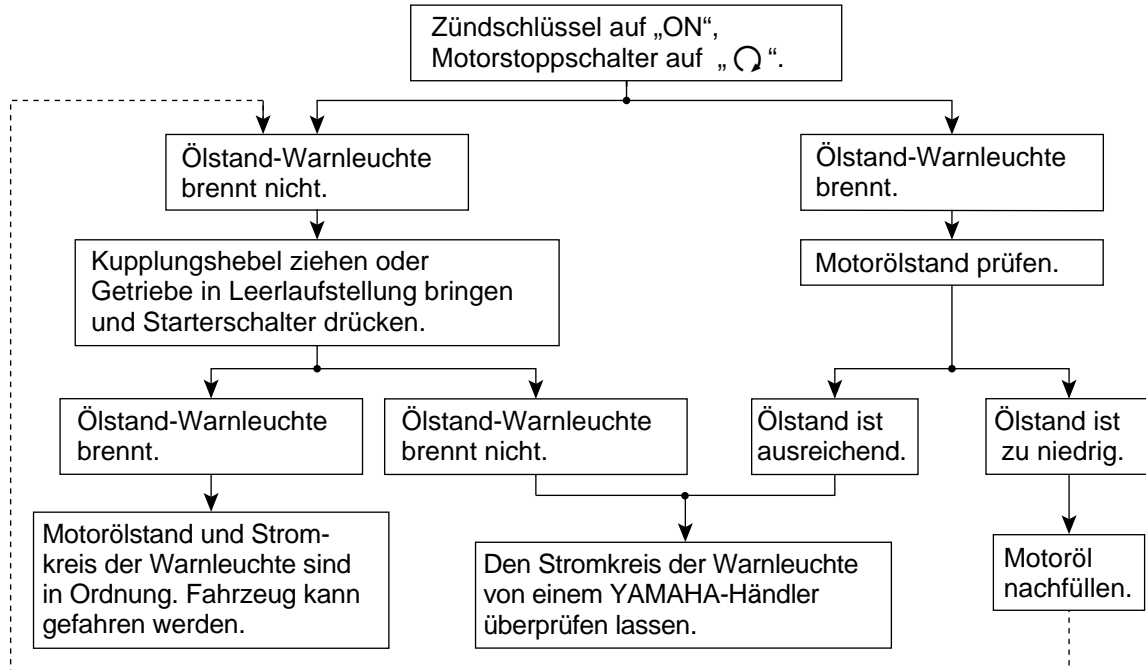 Zündschlüssel auf „ON“,
Motorstoppschalter auf „ “.
Ölstand-Warnleuchte
brennt nicht.
Ölstand-Warnleuchte
brennt.
Kupplungshebel ziehen oder
Getriebe in Leerlaufstellung bringen
und Starterschalter drücken.
Motorölstand prüfen.
Ölstand-Warnleuchte
brennt.
Ölstand-Warnleuchte
brennt nicht.
Ölstand ist
ausreichend.
Ölstand ist
zu niedrig.
Motorölstand und Strom-
kreis der Warnleuchte sind
in Ordnung. Fahrzeug kann
gefahren werden.
Den Stromkreis der Warnleuchte
von einem YAMAHA-Händler
überprüfen lassen.
Motoröl
nachfüllen.